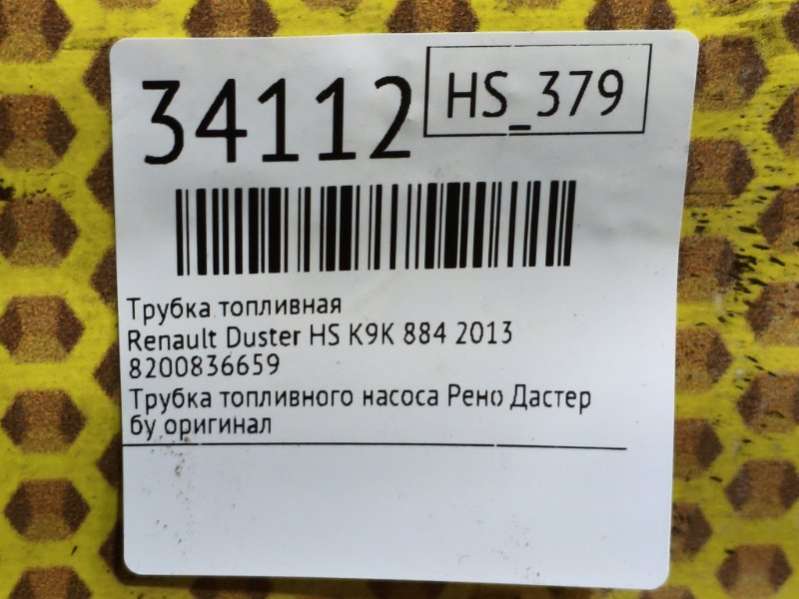 34112
HS_379
Трубка топливная
Renault Duster HS K9K 884 2013
8200836659
Трубка топливного насоса Рено Дастер
бу оригинал